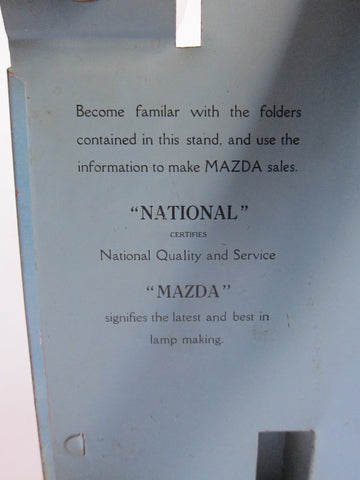 Become familar with the folders
contained in this stand, and use the
information to make MAZDA sales.
"NATIONAL"
CERTIFIES
National Quality and Service
"MAZDA"
signifies the latest and best in
lamp making.